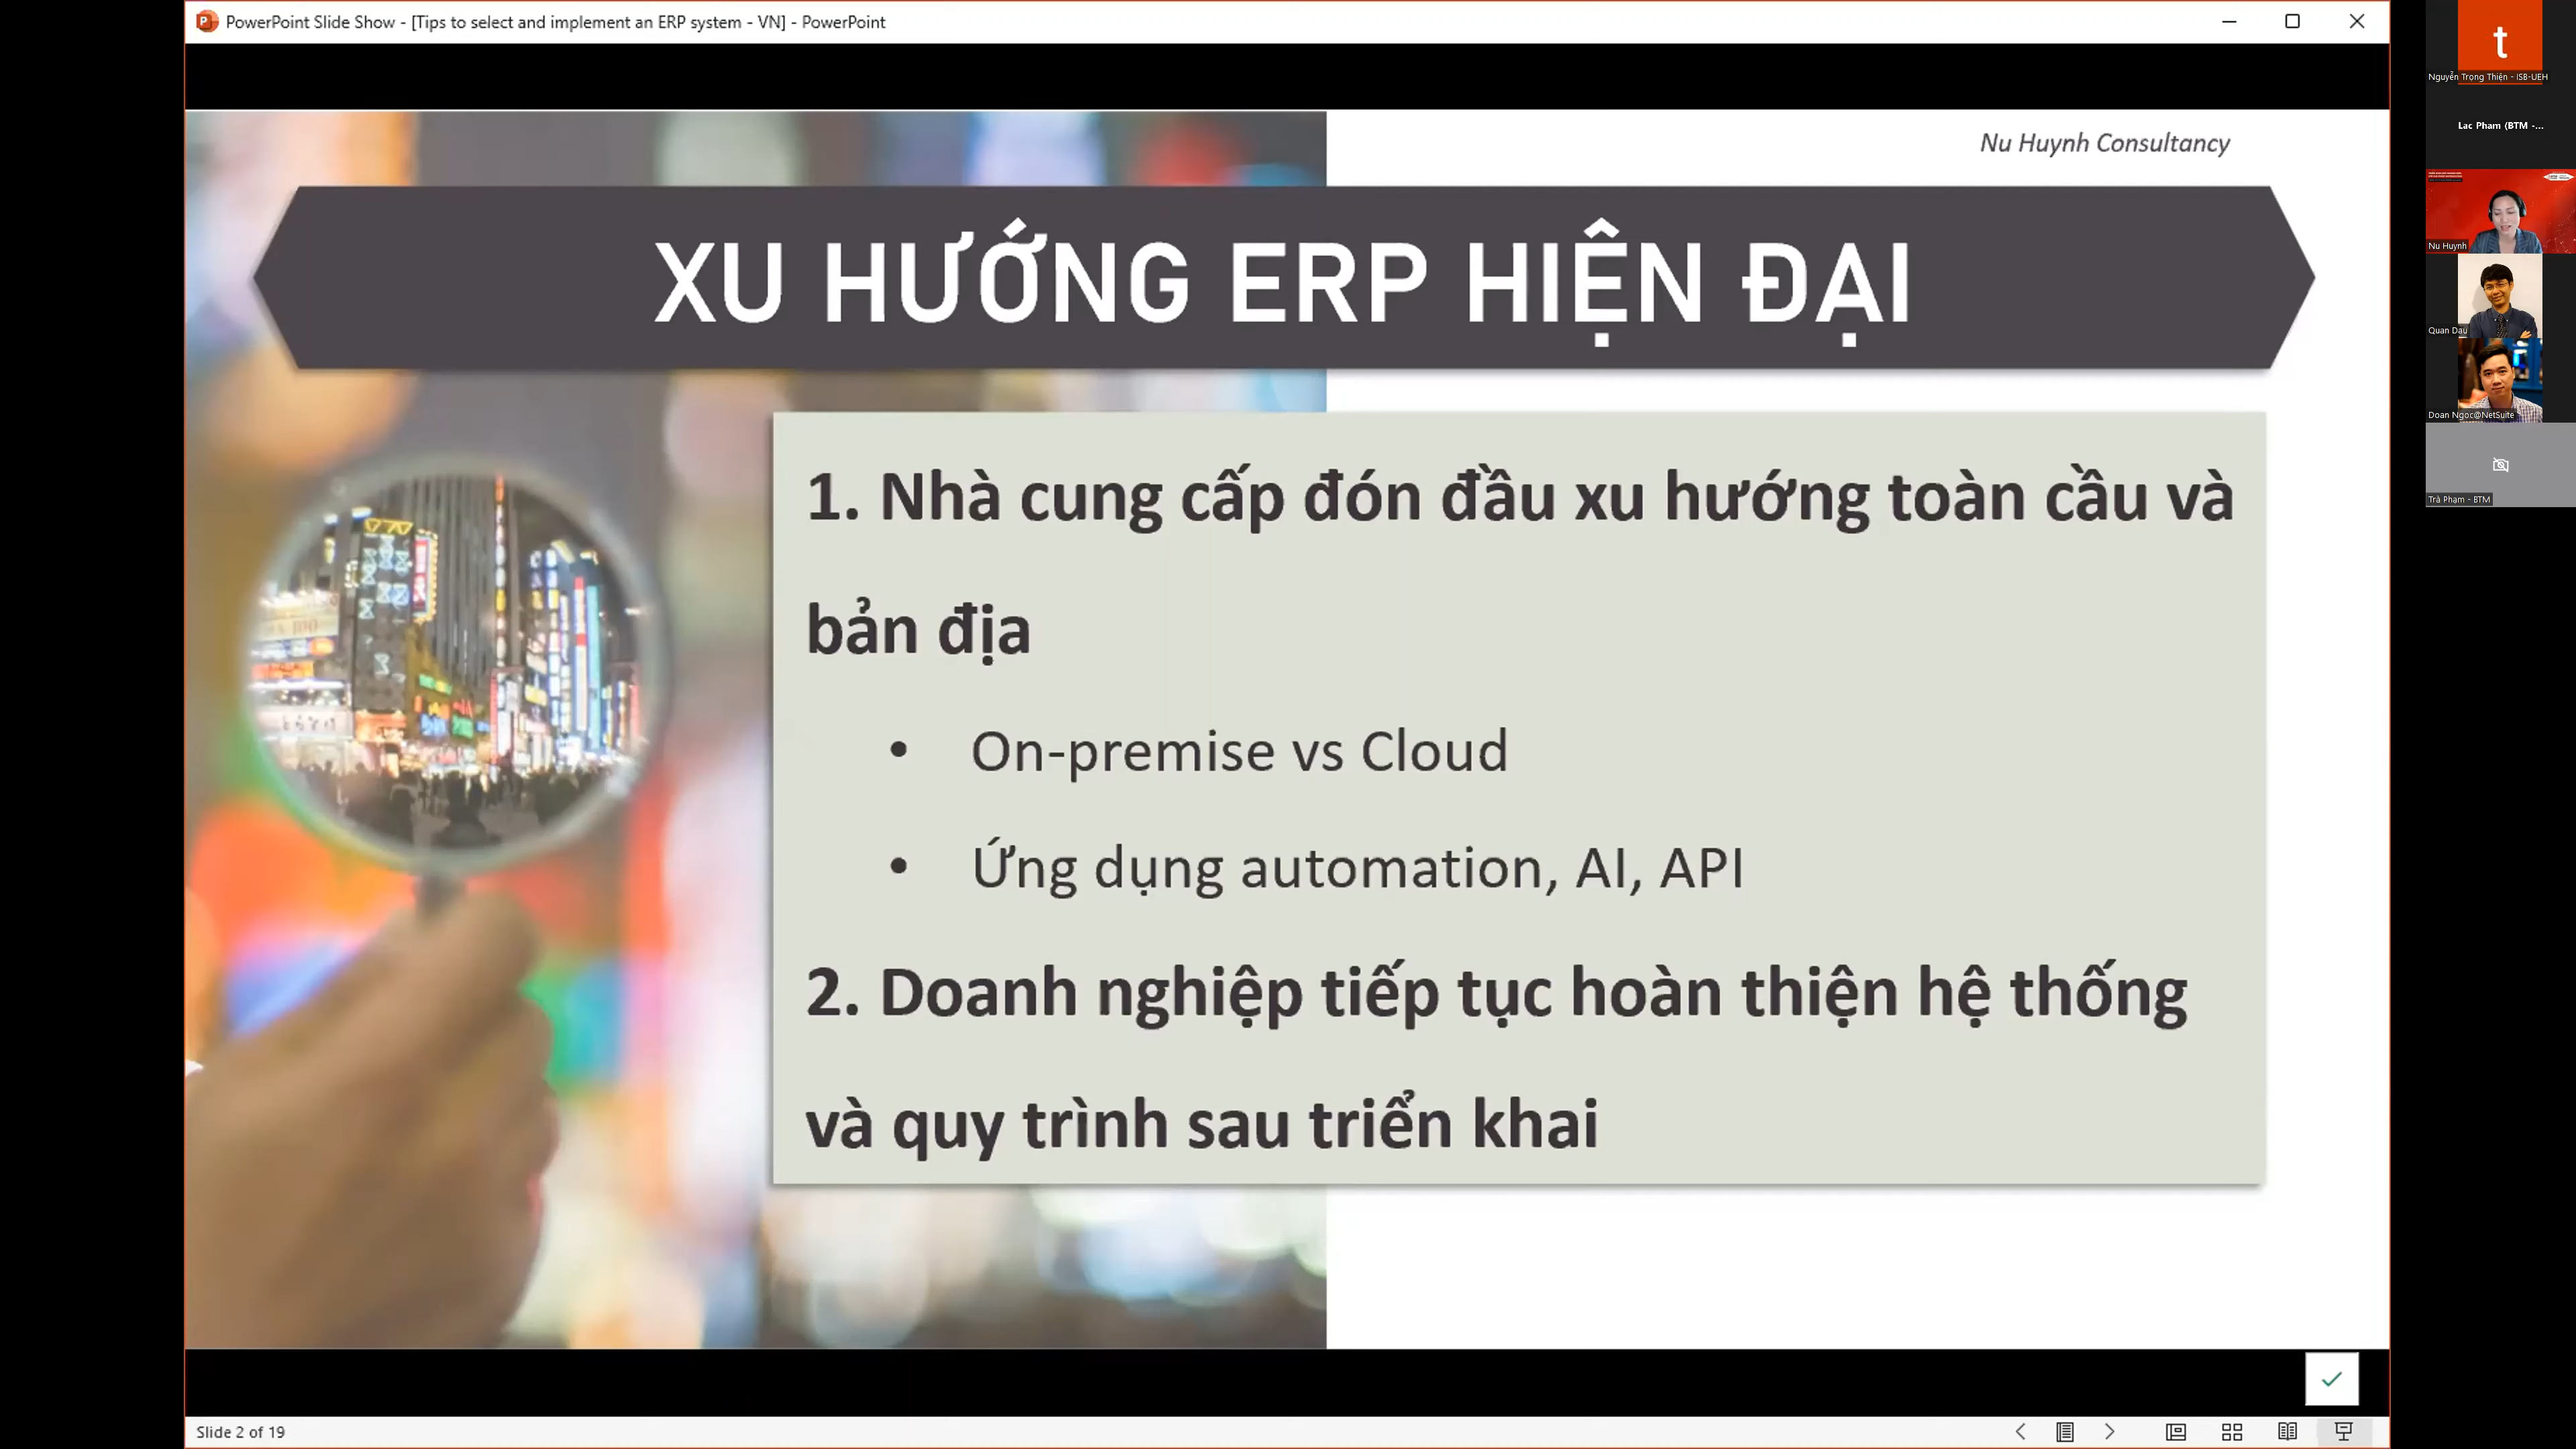 PowerPoint Slide Show - [Tips to select and implement an ERP system - VN] - PowerPoint
Nu Huynh Consultancy
XU HƯỚNG ERP HIỆN ĐẠI
1. Nhà cung cấp đón đầu xu hướng toàn cầu và
bản địa
• On-premise vs Cloud
• Ứng dụng automation, AI, API
2. Doanh nghiệp tiếp tục hoàn thiện hệ thống
và quy trình sau triển khai
Slide 2 of 19
t
Nguyễn Trọng Thiện - ISB-UEH
Lac Pham (BTM -...
Nu Huynh
Quan Dau
Doan Ngoc@NetSuite
Trà Phạm - BTM